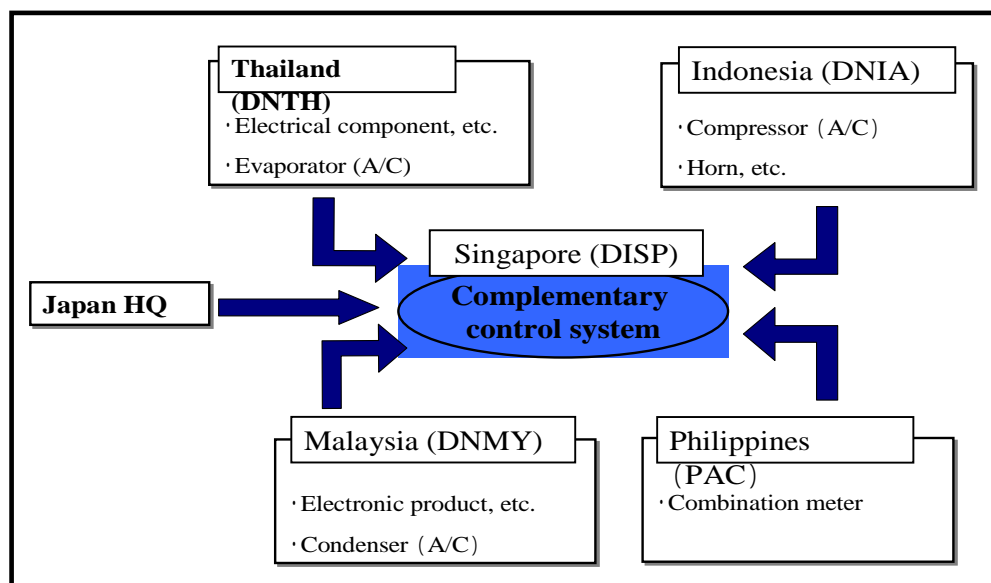 Thailand
(DNTH)
·Electrical component, etc.
·Evaporator (A/C)
Indonesia (DNIA)
·Compressor (A/C)
·Horn, etc.
Singapore (DISP)
Complementary
control system
Japan HQ
Malaysia (DNMY)
·Electronic product, etc.
·Condenser (A/C)
Philippines
(PAC)
·Combination meter